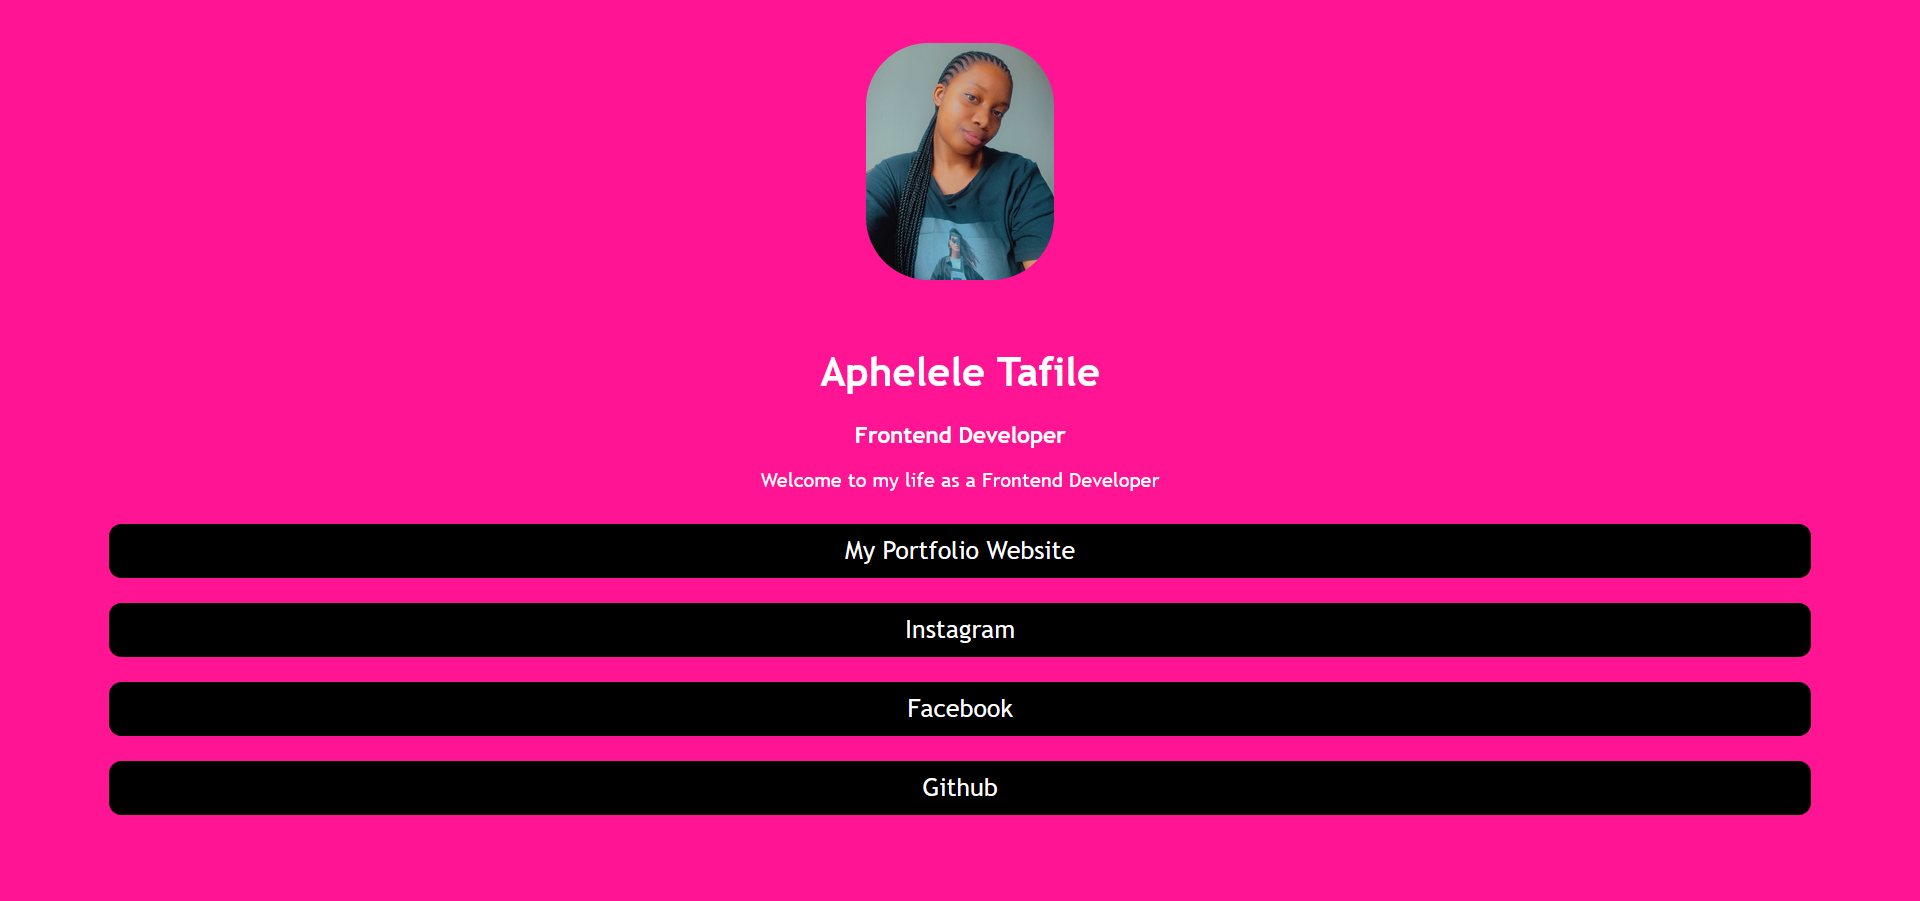 Aphelele Tafile
Frontend Developer
Welcome to my life as a Frontend Developer
My Portfolio Website
Instagram
Facebook
Github